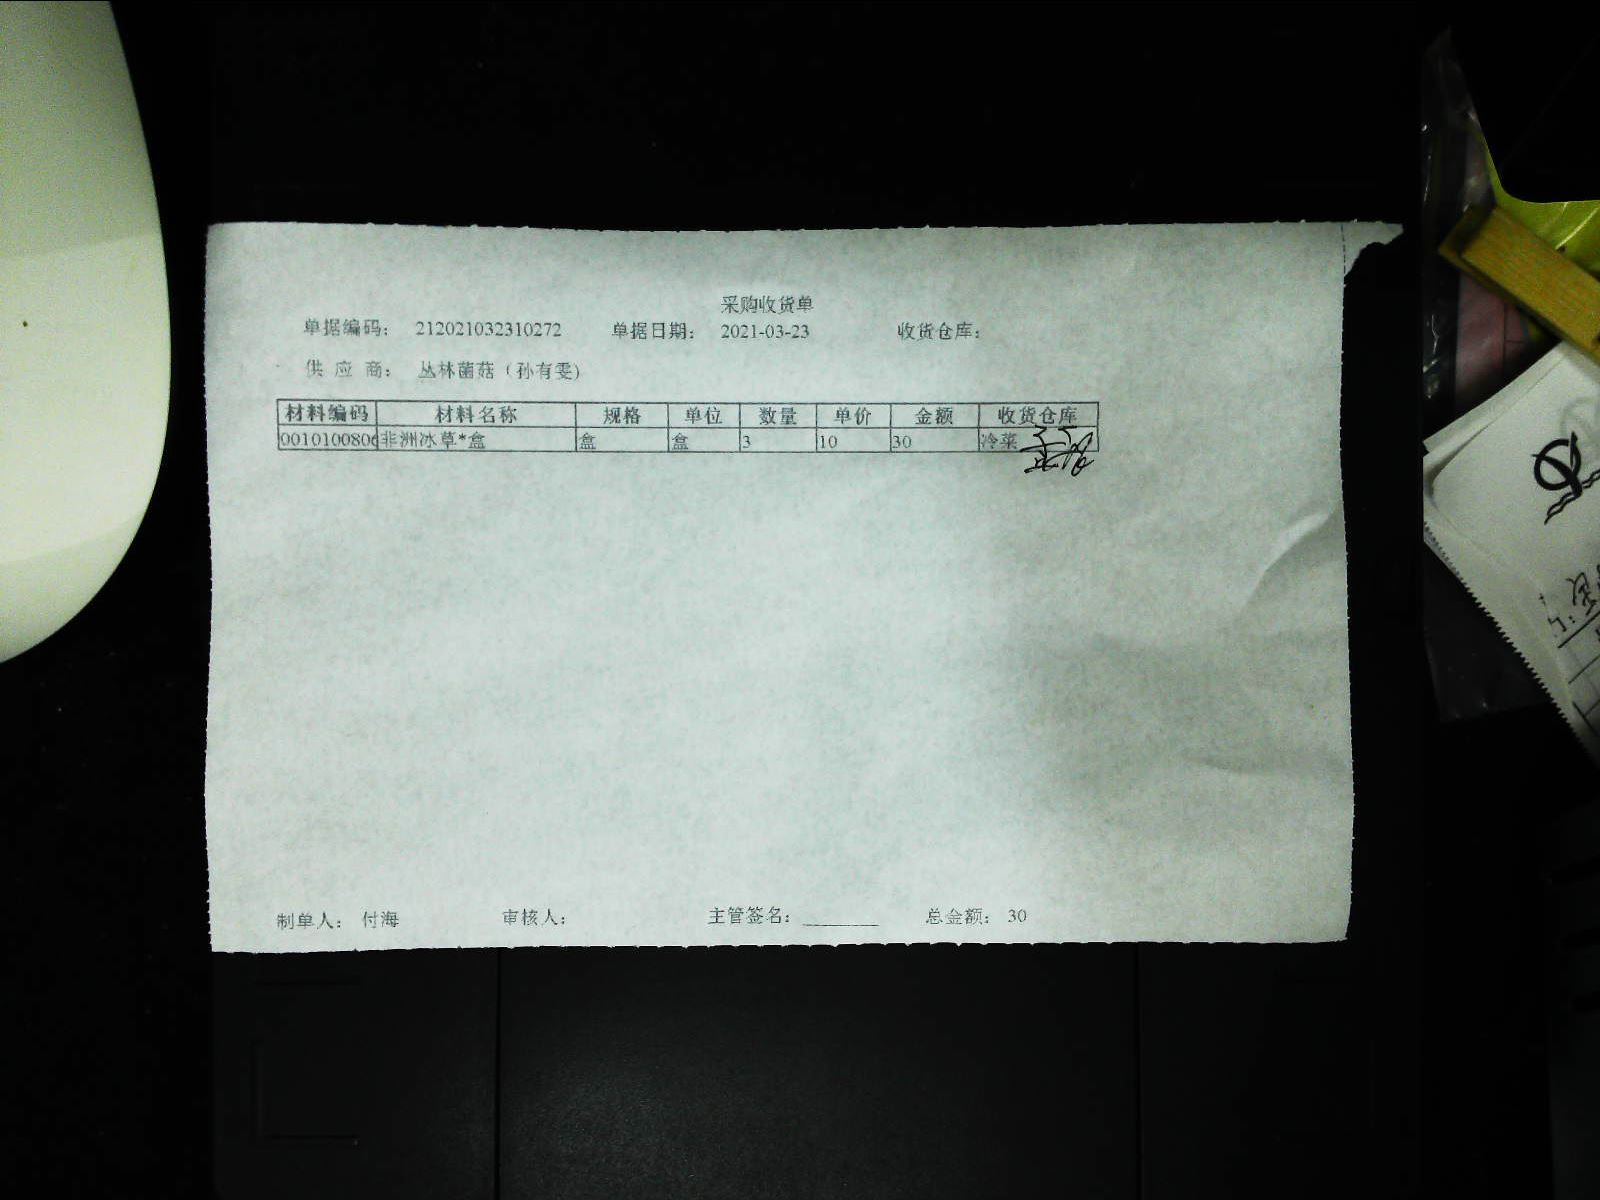 采购收货单
单据编码： 212021032310272 单据日期： 2021-03-23 收货仓库：
供 应 商： 丛林菌菇（孙有雯）
材料编码 材料名称 规格 单位 数量 单价 金额 收货仓库
001010080 非洲冰草*盒 盒 盒 3 10 30 冷菜
制单人： 付海 审核人： 主管签名： 总金额： 30